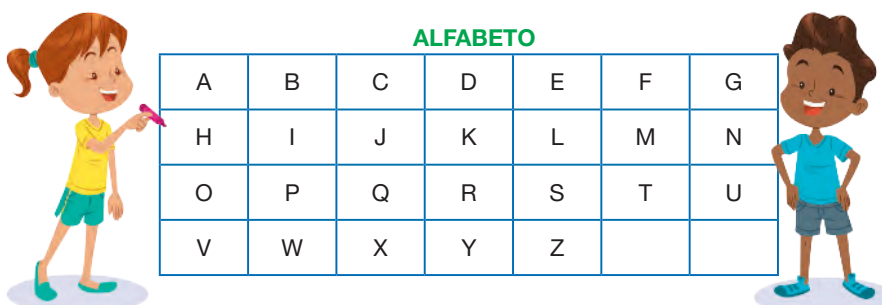 ALFABETO
A B C D E F G
H I J K L M N
O P Q R S T U
V W X Y Z